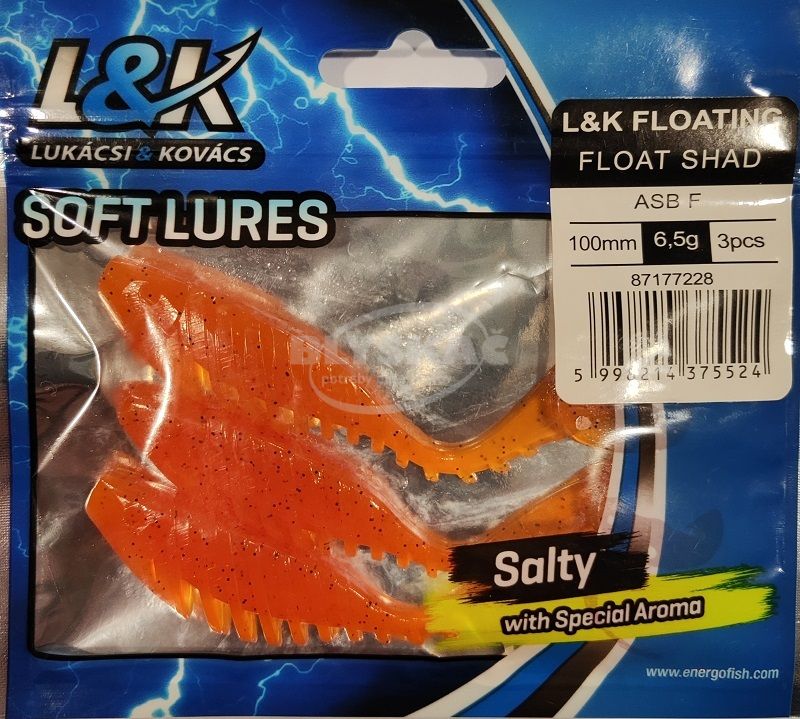 L&K
LUKÁCSI & KOVÁCS
SOFT LURES
L&K FLOATING
FLOAT SHAD
ASB F
100mm 6,5g 3pcs
87177228
5 998214 375524
BLYSKÁČ
Salty
with Special Aroma
www.energofish.com